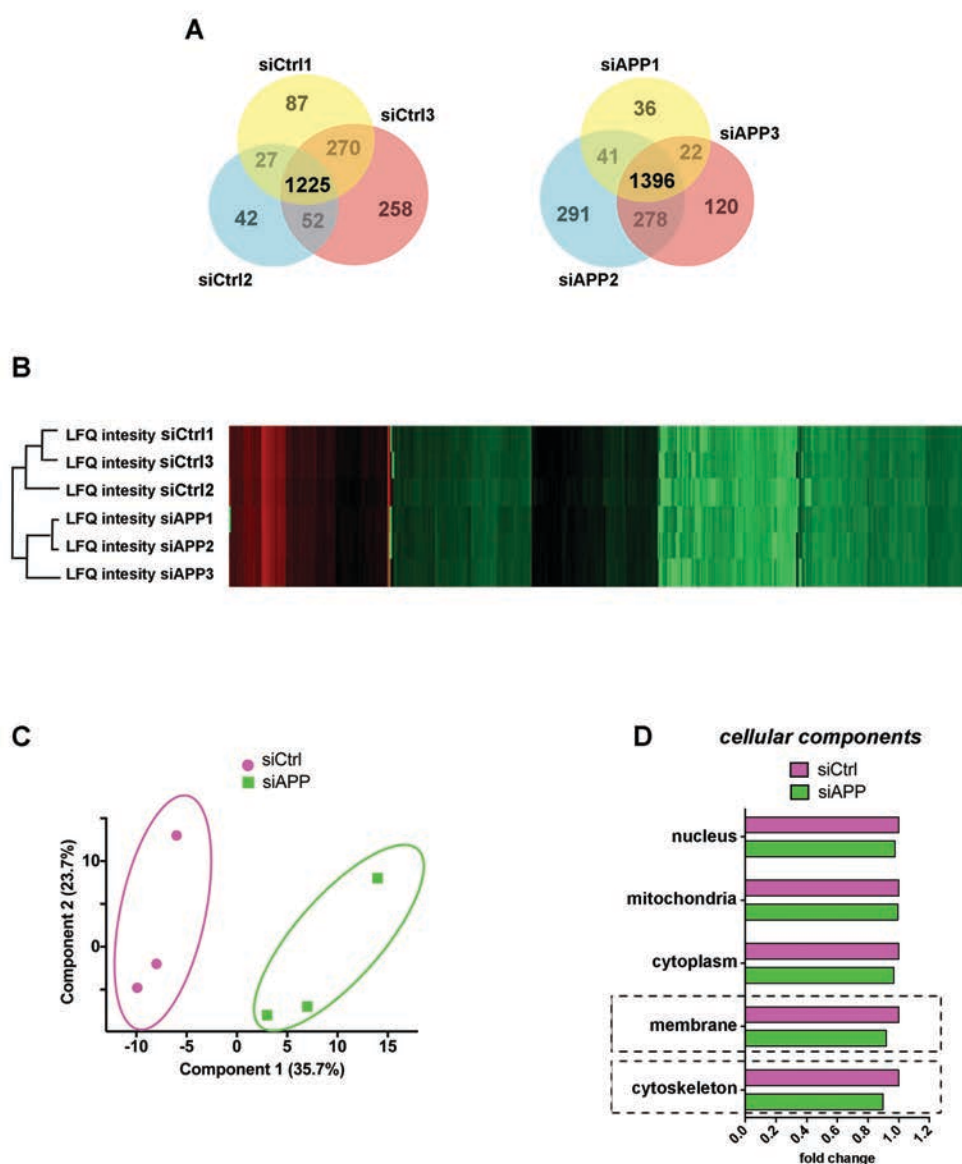 A
siCtrl1
87
siCtrl3
27
270
1225
42
52
258
siCtrl2
siAPP1
36
siAPP3
41
22
1396
291
278
120
siAPP2
B
LFQ intesity siCtrl1
LFQ intesity siCtrl3
LFQ intesity siCtrl2
LFQ intesity siAPP1
LFQ intesity siAPP2
LFQ intesity siAPP3
C
siCtrl
siAPP
Component 2 (23.7%)
10
0
-10 -5 0 5 10 15
Component 1 (35.7%)
D
cellular components
siCtrl
siAPP
nucleus
mitochondria
cytoplasm
membrane
cytoskeleton
0.0 0.2 0.4 0.6 0.8 1.0 1.2
fold change